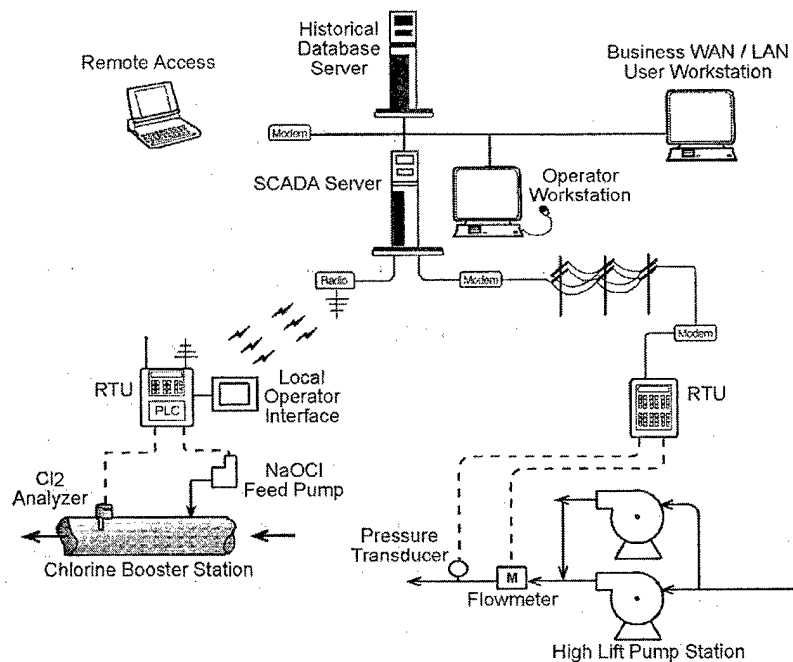 Historical
Database
Server
Remote Access
Business WAN / LAN
User Workstation
Modem
SCADA Server
Operator
Workstation
Radio
Modem
Modem
RTU
PLC
Local
Operator
Interface
RTU
Cl2
Analyzer
NaOCl
Feed Pump
Chlorine Booster Station
Pressure
Transducer
M
Flowmeter
High Lift Pump Station